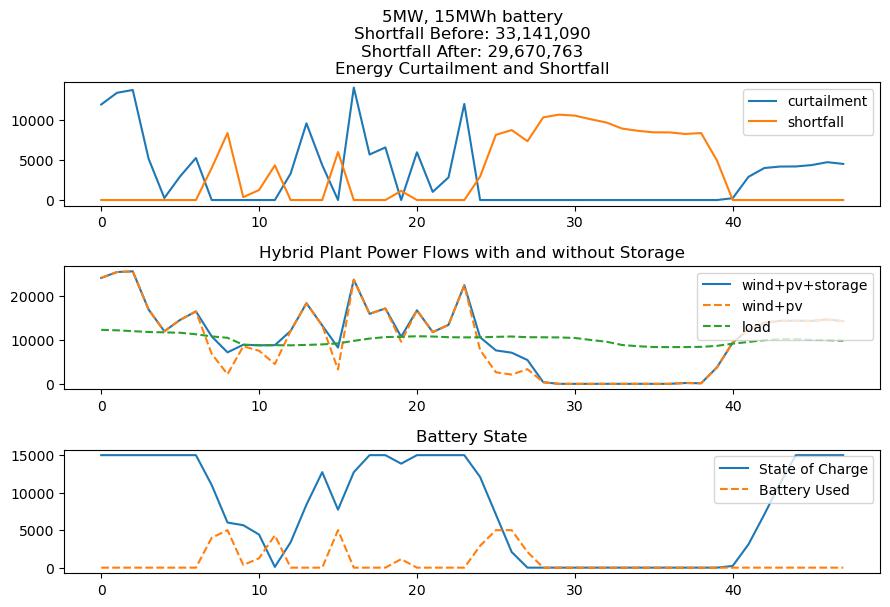 5MW, 15MWh battery
Shortfall Before: 33,141,090
Shortfall After: 29,670,763
Energy Curtailment and Shortfall
curtailment
shortfall
10000
5000
0
0 10 20 30 40
Hybrid Plant Power Flows with and without Storage
wind+pv+storage
wind+pv
load
20000
10000
0
0 10 20 30 40
Battery State
State of Charge
Battery Used
15000
10000
5000
0
0 10 20 30 40